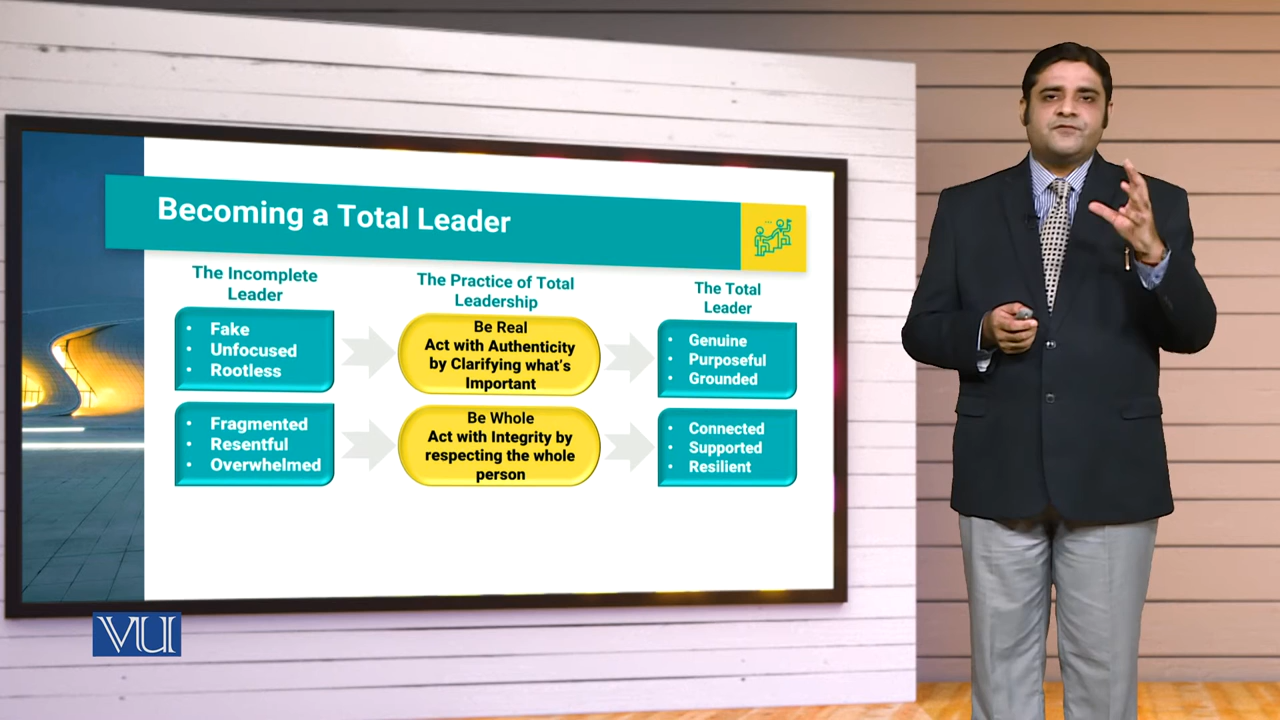 Becoming a Total Leader
The Incomplete
Leader
• Fake
• Unfocused
• Rootless
• Fragmented
• Resentful
• Overwhelmed
The Practice of Total
Leadership
Be Real
Act with Authenticity
by Clarifying what's
Important
Be Whole
Act with Integrity by
respecting the whole
person
The Total
Leader
• Genuine
• Purposeful
• Grounded
• Connected
• Supported
• Resilient
VU